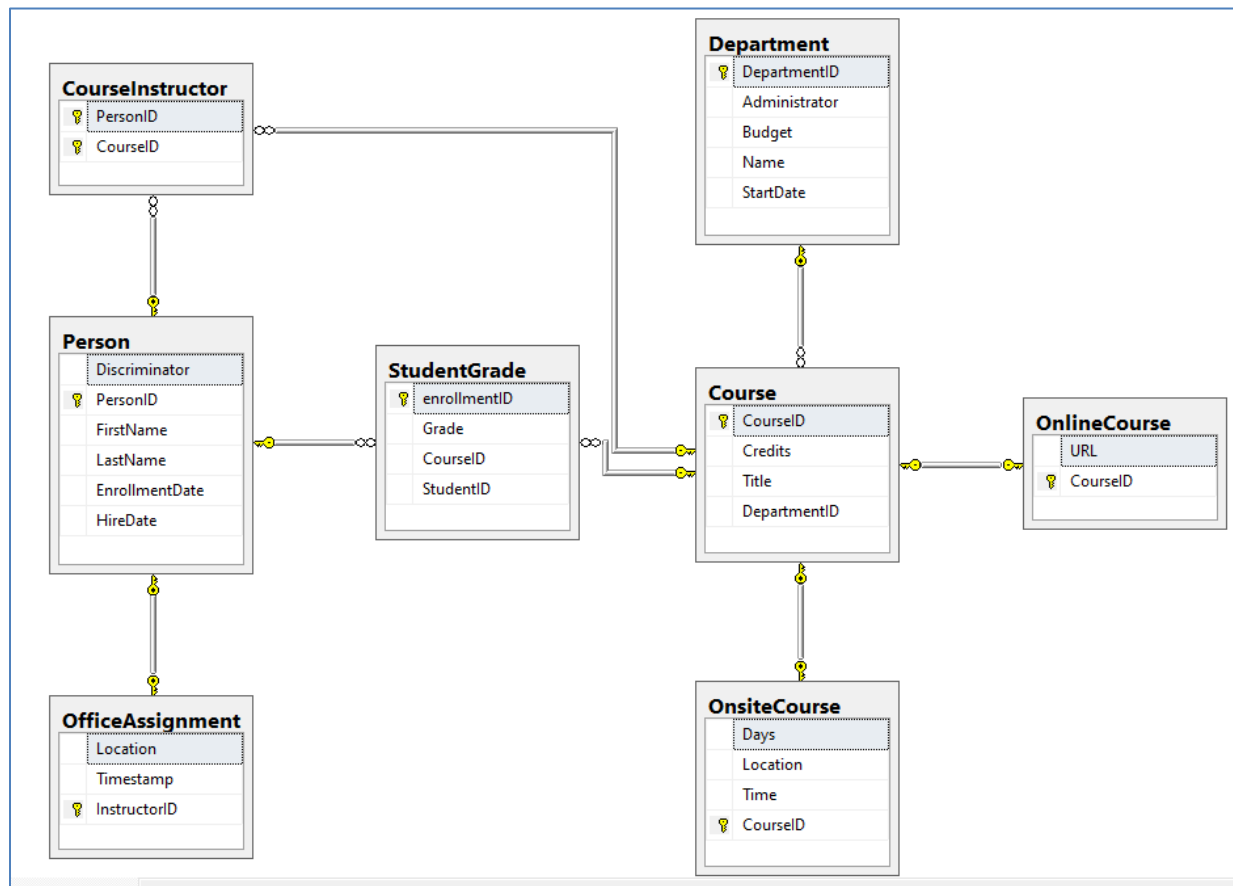 CourseInstructor
PersonID
CourseID
Department
DepartmentID
Administrator
Budget
Name
StartDate
Person
Discriminator
PersonID
FirstName
LastName
EnrollmentDate
HireDate
StudentGrade
enrollmentID
Grade
CourseID
StudentID
Course
CourseID
Credits
Title
DepartmentID
OnlineCourse
URL
CourseID
OfficeAssignment
Location
Timestamp
InstructorID
OnsiteCourse
Days
Location
Time
CourseID